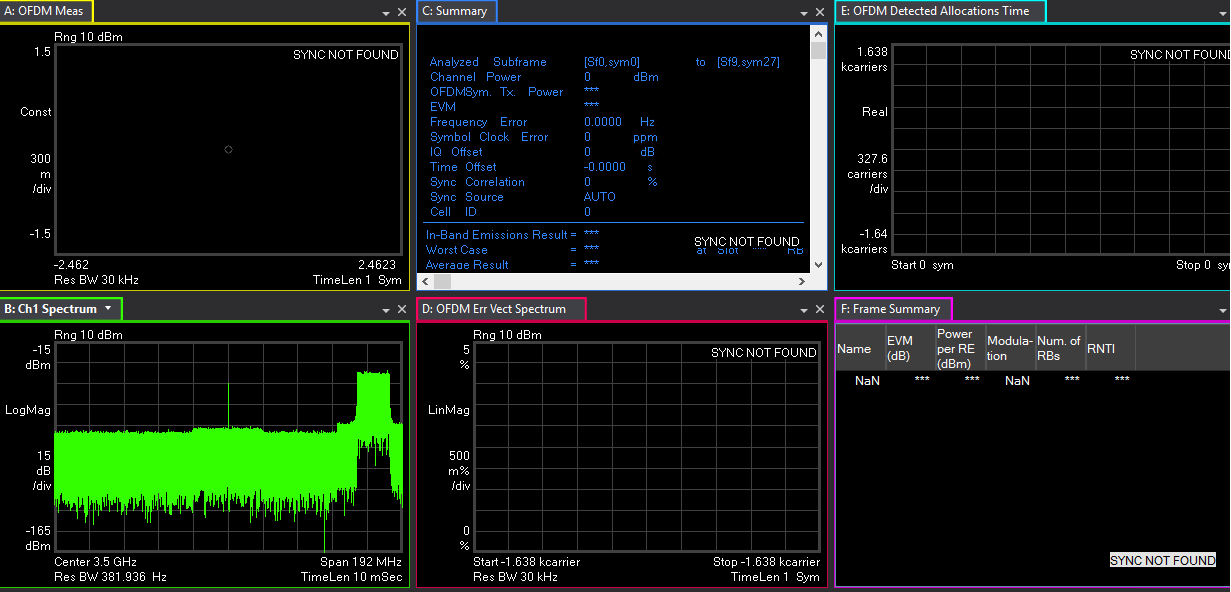 A: OFDM Meas
Rng 10 dBm
1.5
SYNC NOT FOUND
Const
300
m
/div
-1.5
-2.462
2.4623
Res BW 30 kHz
TimeLen 1 Sym
C: Summary
Analyzed Subframe [Sf0,sym0] to [Sf9,sym27]
Channel Power 0 dBm
OFDMSym. Tx. Power ***
EVM ***
Frequency Error 0.0000 Hz
Symbol Clock Error 0 ppm
IQ Offset 0 dB
Time Offset -0.0000 s
Sync Correlation 0 %
Sync Source AUTO
Cell ID 0
In-Band Emissions Result = ***
SYNC NOT FOUND
Worst Case = *** at Slot *** RB
Average Result = ***
E: OFDM Detected Allocations Time
1.638
kcarriers
SYNC NOT FOUN
Real
327.6
carriers
/div
-1.64
kcarriers
Start 0 sym
Stop 0 sy
B: Ch1 Spectrum
Rng 10 dBm
-15
dBm
LogMag
15
dB
/div
-165
dBm
Center 3.5 GHz
Span 192 MHz
Res BW 381.936 Hz
TimeLen 10 mSec
D: OFDM Err Vect Spectrum
Rng 10 dBm
5
%
SYNC NOT FOUND
LinMag
500
m%
/div
0
%
Start -1.638 kcarrier
Stop -1.638 kcarrier
Res BW 30 kHz
TimeLen 1 Sym
F: Frame Summary
Name EVM (dB) Power per RE (dBm) Modula-tion Num. of RBs RNTI
NaN *** *** NaN *** ***
SYNC NOT FOUND